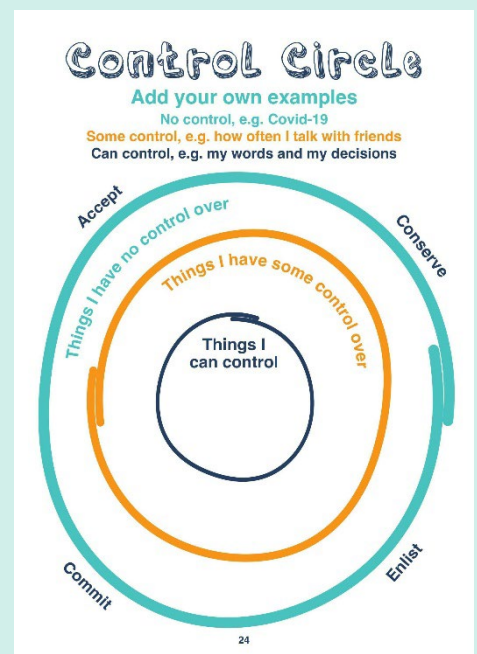 Control Circle
Add your own examples
No control, e.g. Covid-19
Some control, e.g. how often I talk with friends
Can control, e.g. my words and my decisions
Accept
Conserve
Things I have no control over
Things I have some control over
Things I
can control
Commit
Enlist
24